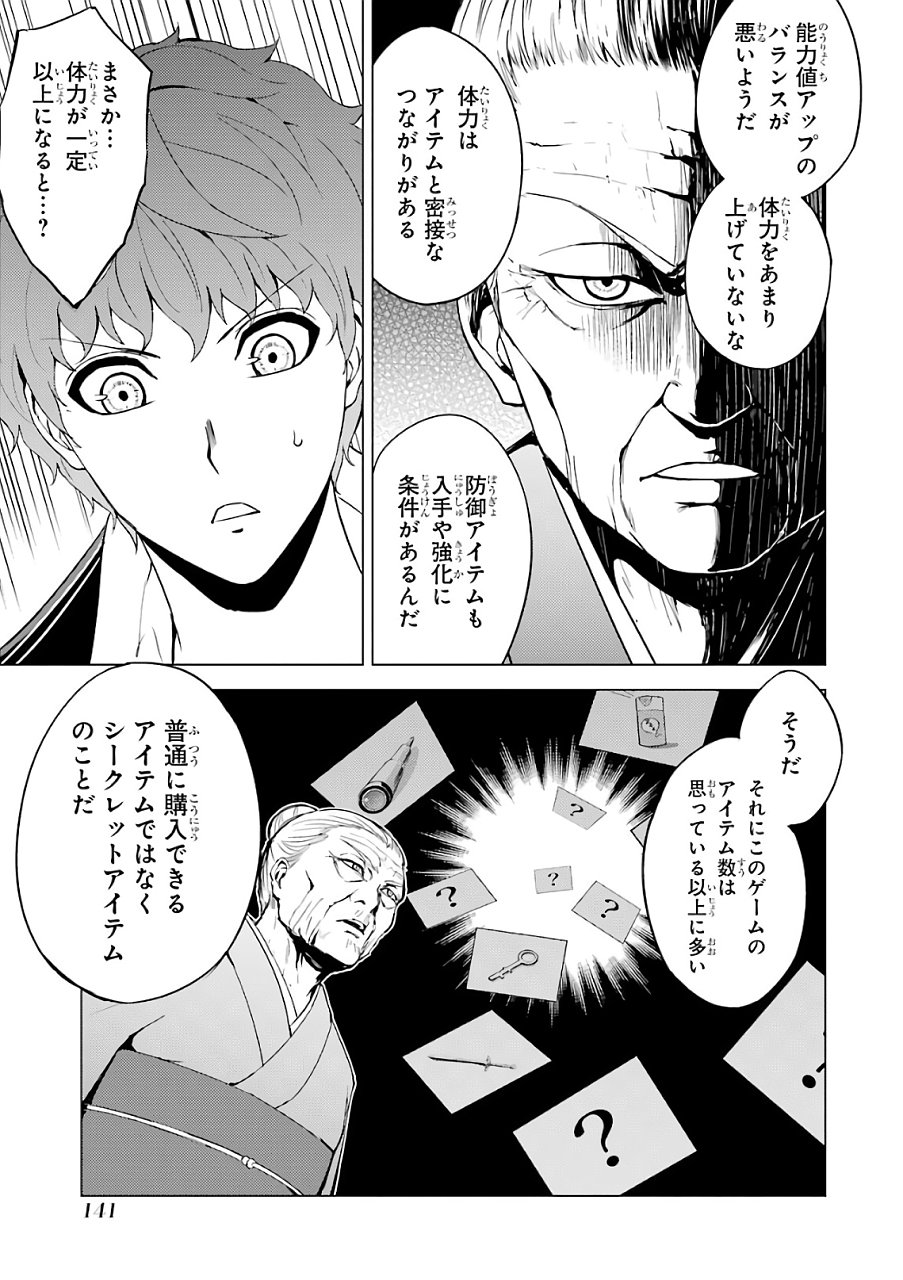 能力値アップの
バランスが
悪いようだ
体力をあまり
上げていないな
体力は
アイテムと密接な
つながりがある
防御アイテムも
入手や強化に
条件があるんだ
まさか…
体力が一定
以上になると…?
そうだ
それにこのゲームの
アイテム数は
思っている以上に多い
普通に購入できる
アイテムではなく
シークレットアイテム
のことだ
?
?
?
?
?
141